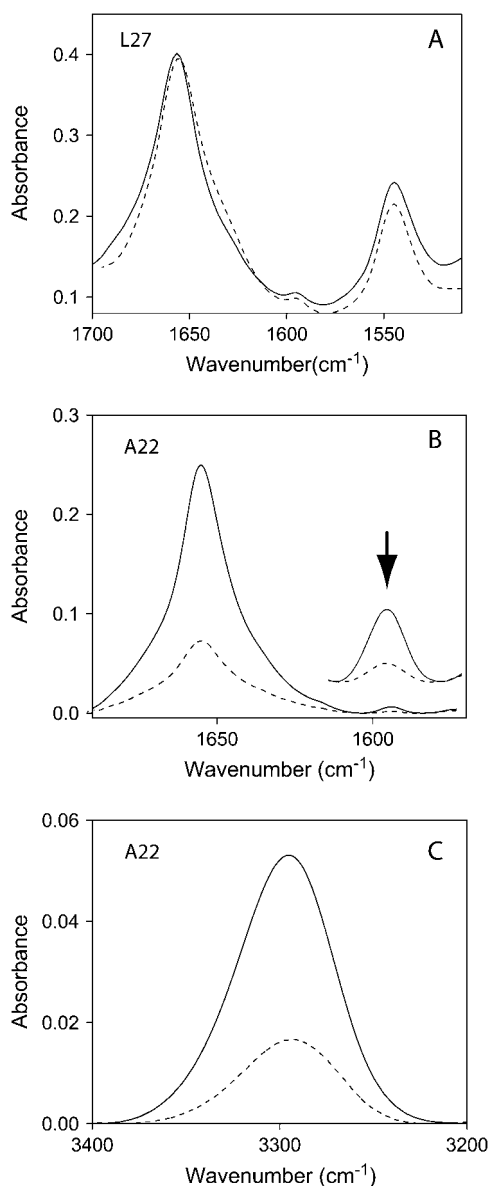 L27
A
0.4
0.3
0.2
0.1
Absorbance
1700
1650
1600
1550
Wavenumber(cm-1)
A22
B
0.3
0.2
0.1
0.0
Absorbance
1650
1600
Wavenumber (cm-1)
A22
C
0.06
0.04
0.02
0.00
Absorbance
3400
3300
3200
Wavenumber (cm-1)